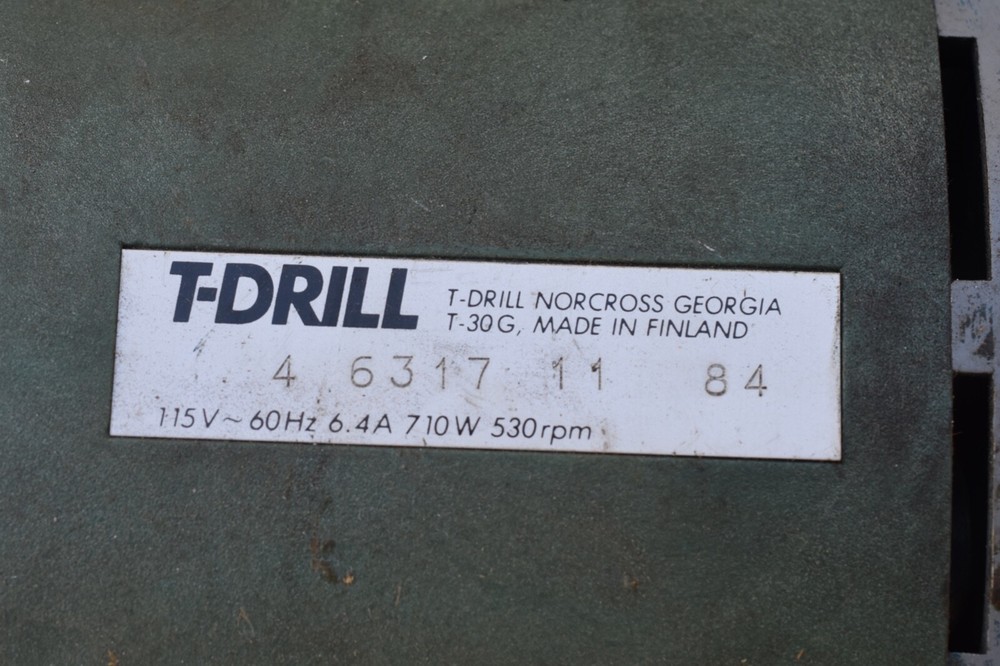 T-DRILL
T-DRILL NORCROSS GEORGIA
T-30G, MADE IN FINLAND
4 6317 11 84
115V~60Hz 6.4A 710W 530rpm